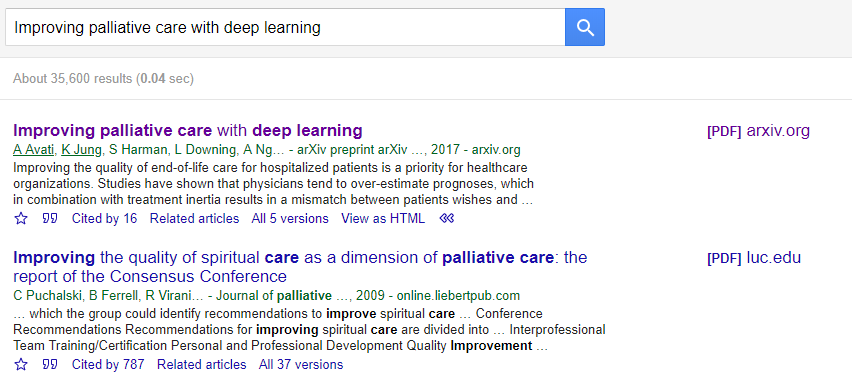 Improving palliative care with deep learning
About 35,600 results (0.04 sec)
Improving palliative care with deep learning
[PDF] arxiv.org
A Avati, K Jung, S Harman, L Downing, A Ng… - arXiv preprint arXiv …, 2017 - arxiv.org
Improving the quality of end-of-life care for hospitalized patients is a priority for healthcare
organizations. Studies have shown that physicians tend to over-estimate prognoses, which
in combination with treatment inertia results in a mismatch between patients wishes and …
Cited by 16 Related articles All 5 versions View as HTML
Improving the quality of spiritual care as a dimension of palliative care: the
report of the Consensus Conference
[PDF] luc.edu
C Puchalski, B Ferrell, R Virani… - Journal of palliative …, 2009 - online.liebertpub.com
… which the group could identify recommendations to improve spiritual care … Conference
Recommendations Recommendations for improving spiritual care are divided into … Interprofessional
Team Training/Certification Personal and Professional Development Quality Improvement …
Cited by 787 Related articles All 37 versions